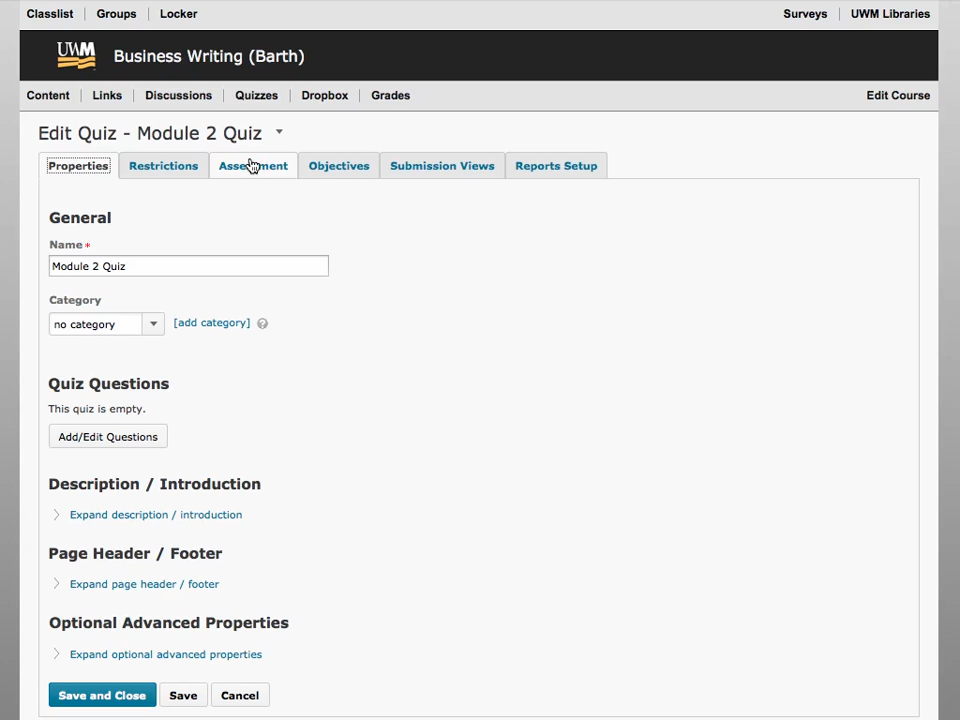 Classlist Groups Locker Surveys UWM Libraries
UWM Business Writing (Barth)
Content Links Discussions Quizzes Dropbox Grades Edit Course
Edit Quiz - Module 2 Quiz
Properties Restrictions Assessment Objectives Submission Views Reports Setup
General
Name *
Module 2 Quiz
Category
no category [add category] ?
Quiz Questions
This quiz is empty.
Add/Edit Questions
Description / Introduction
Expand description / introduction
Page Header / Footer
Expand page header / footer
Optional Advanced Properties
Expand optional advanced properties
Save and Close Save Cancel